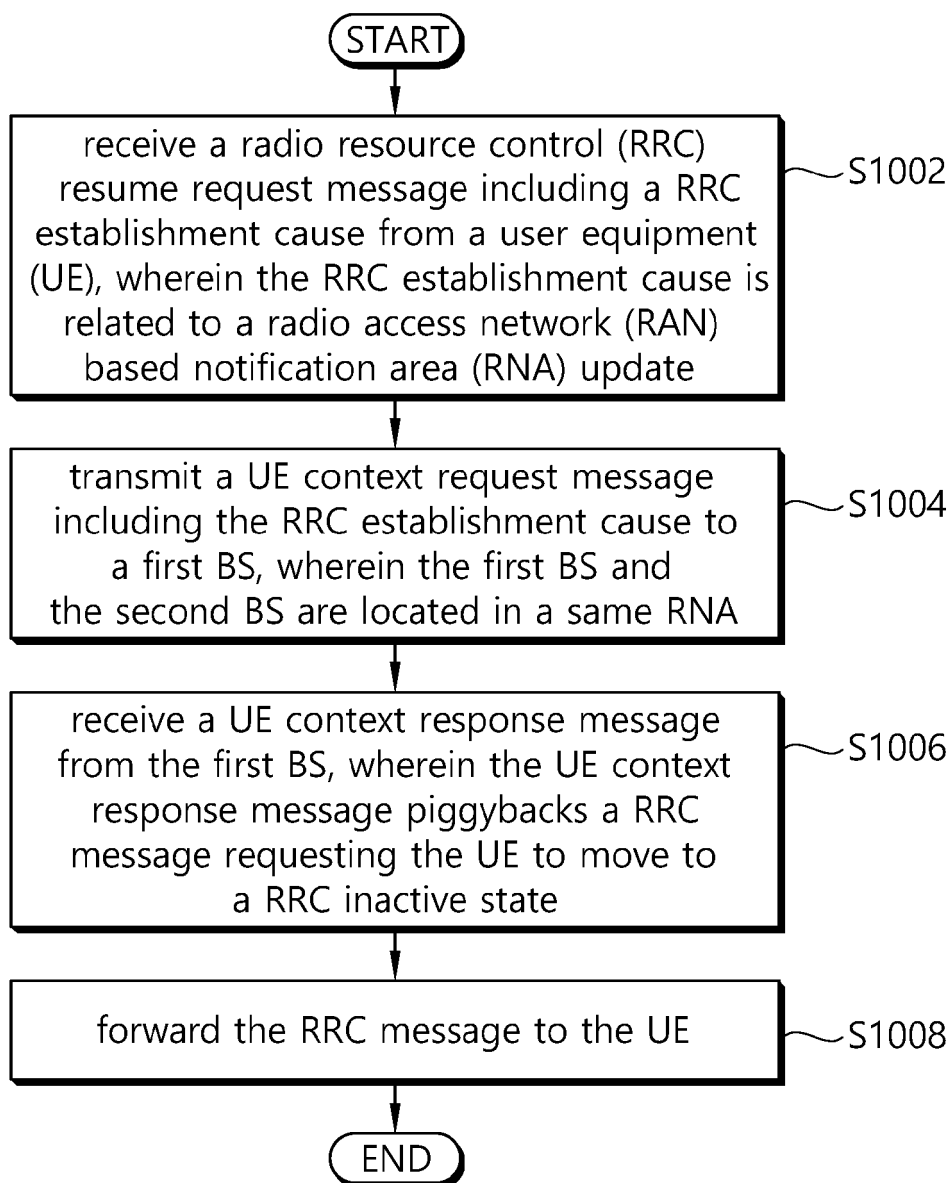 START
receive a radio resource control (RRC)
resume request message including a RRC
establishment cause from a user equipment
(UE), wherein the RRC establishment cause is
related to a radio access network (RAN)
based notification area (RNA) update
S1002
transmit a UE context request message
including the RRC establishment cause to
a first BS, wherein the first BS and
the second BS are located in a same RNA
S1004
receive a UE context response message
from the first BS, wherein the UE context
response message piggybacks a RRC
message requesting the UE to move to
a RRC inactive state
S1006
forward the RRC message to the UE
S1008
END